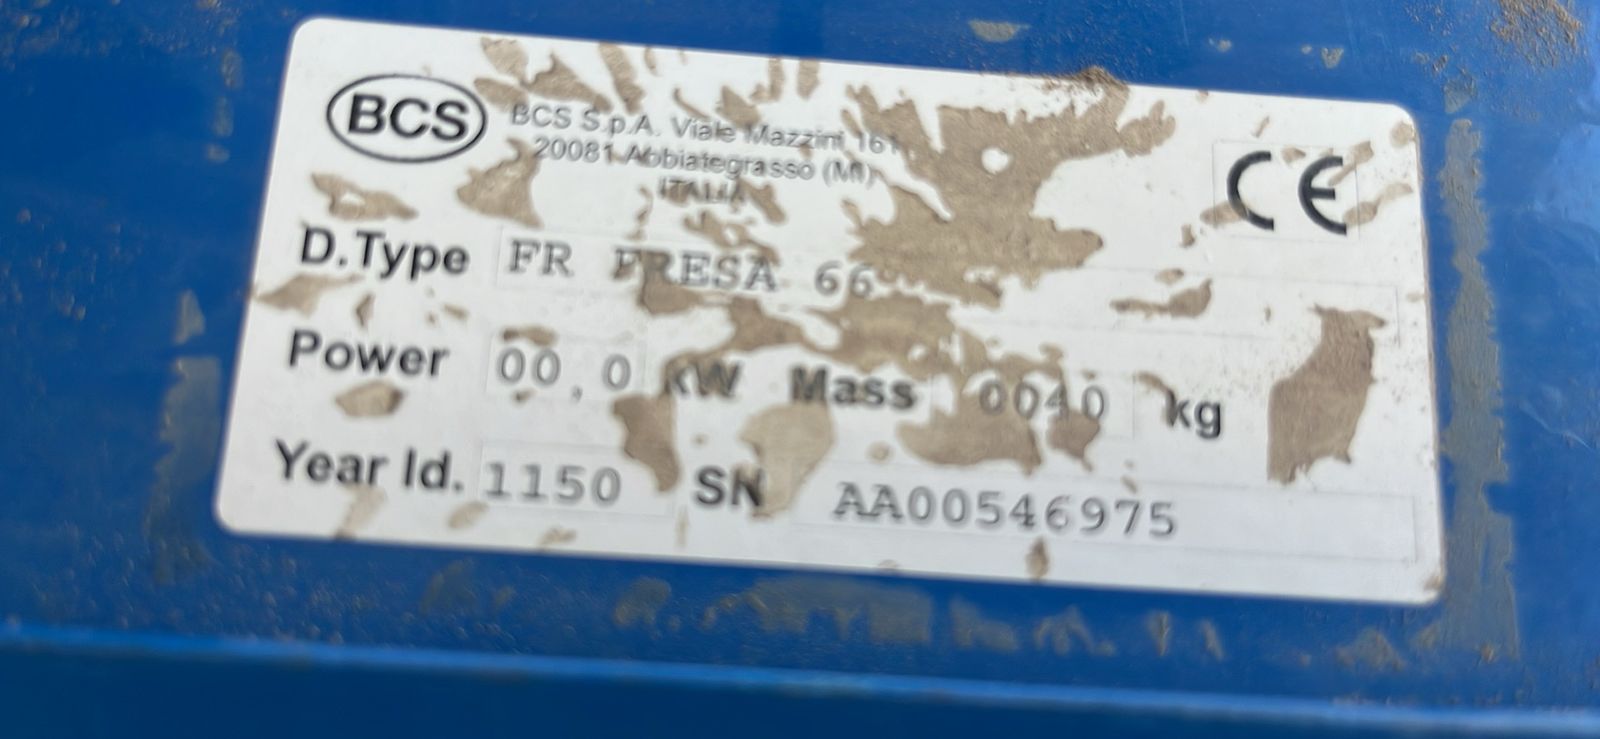 BCS
BCS S.p.A. Viale Mazzini 161
20081 Abbiategrasso (MI)
ITALIA
CE
D.Type FR FRESA 66
Power 00,0 kW Mass 0040 kg
Year Id. 1150 SN AA00546975